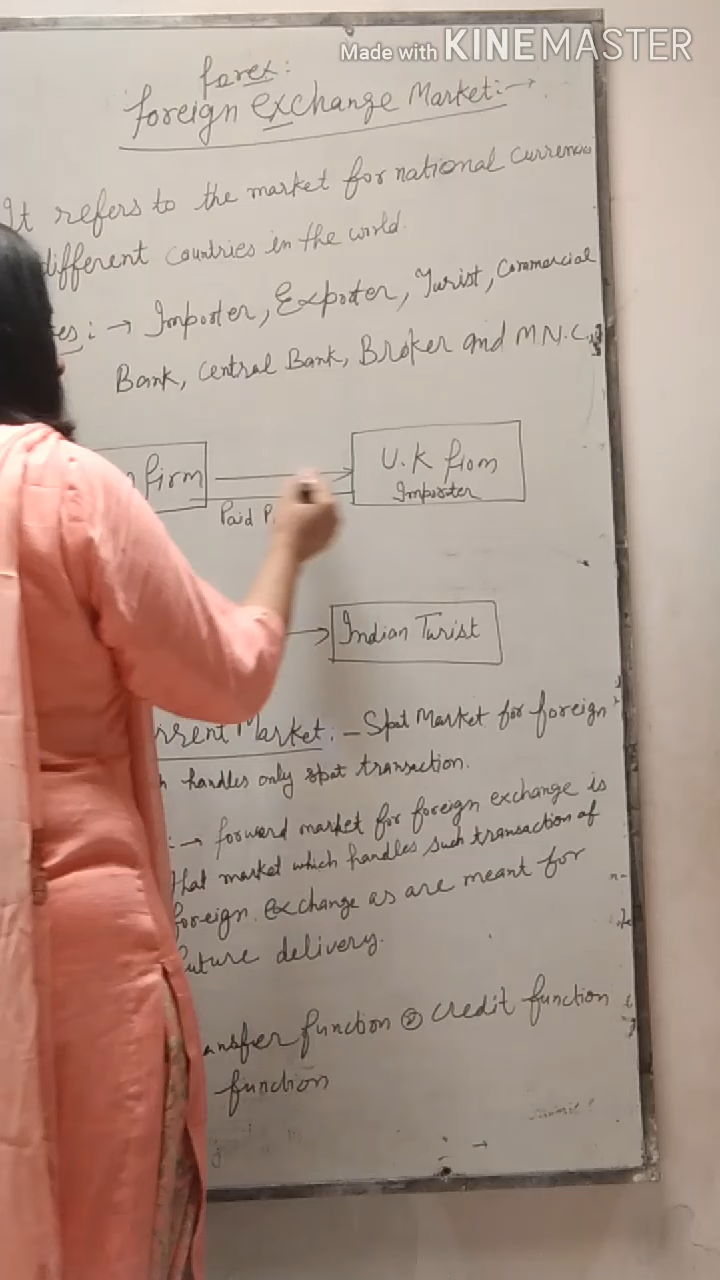 Made with KINEMASTER
forex:
foreign exchange Market:→
It refers to the market for national currencies
different countries in the world.
es: → Importer, Exporter, Turist, Commercial
Bank, Central Bank, Broker and M.N.C.
firm
U.K firm
Importer
Paid P
Indian Turist
rrent Market:- Spot Market for foreign
h handles only spot transaction.
:→ forward market for foreign exchange is
that market which handles such transaction of
foreign. exchange as are meant for
future delivery.
ansfer function ② Credit function
function